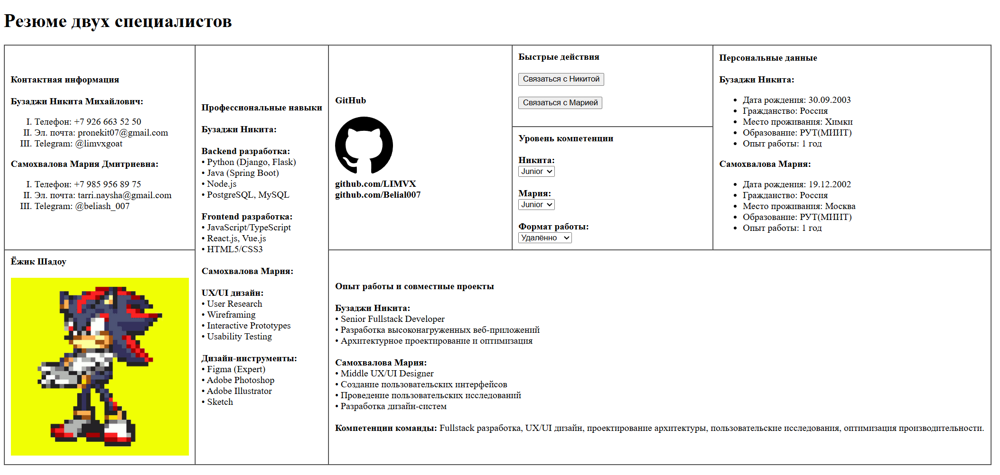 Резюме двух специалистов
Контактная информация
Бузаджи Никита Михайлович:
I. Телефон: +7 926 663 52 50
II. Эл. почта: pronekit07@gmail.com
III. Telegram: @limvxgoat
Самохвалова Мария Дмитриевна:
I. Телефон: +7 985 956 89 75
II. Эл. почта: tarri.naysha@gmail.com
III. Telegram: @beliash_007
Ёжик Шадоу
Профессиональные навыки
Бузаджи Никита:
Backend разработка:
• Python (Django, Flask)
• Java (Spring Boot)
• Node.js
• PostgreSQL, MySQL
Frontend разработка:
• JavaScript/TypeScript
• React.js, Vue.js
• HTML5/CSS3
Самохвалова Мария:
UX/UI дизайн:
• User Research
• Wireframing
• Interactive Prototypes
• Usability Testing
Дизайн-инструменты:
• Figma (Expert)
• Adobe Photoshop
• Adobe Illustrator
• Sketch
GitHub
github.com/LIMVX
github.com/Belial007
Быстрые действия
Связаться с Никитой
Связаться с Марией
Уровень компетенции
Никита:
Junior
Мария:
Junior
Формат работы:
Удалённо
Персональные данные
Бузаджи Никита:
• Дата рождения: 30.09.2003
• Гражданство: Россия
• Место проживания: Химки
• Образование: РУТ(МИИТ)
• Опыт работы: 1 год
Самохвалова Мария:
• Дата рождения: 19.12.2002
• Гражданство: Россия
• Место проживания: Москва
• Образование: РУТ(МИИТ)
• Опыт работы: 1 год
Опыт работы и совместные проекты
Бузаджи Никита:
• Senior Fullstack Developer
• Разработка высоконагруженных веб-приложений
• Архитектурное проектирование и оптимизация
Самохвалова Мария:
• Middle UX/UI Designer
• Создание пользовательских интерфейсов
• Проведение пользовательских исследований
• Разработка дизайн-систем
Компетенции команды: Fullstack разработка, UX/UI дизайн, проектирование архитектуры, пользовательские исследования, оптимизация производительности.